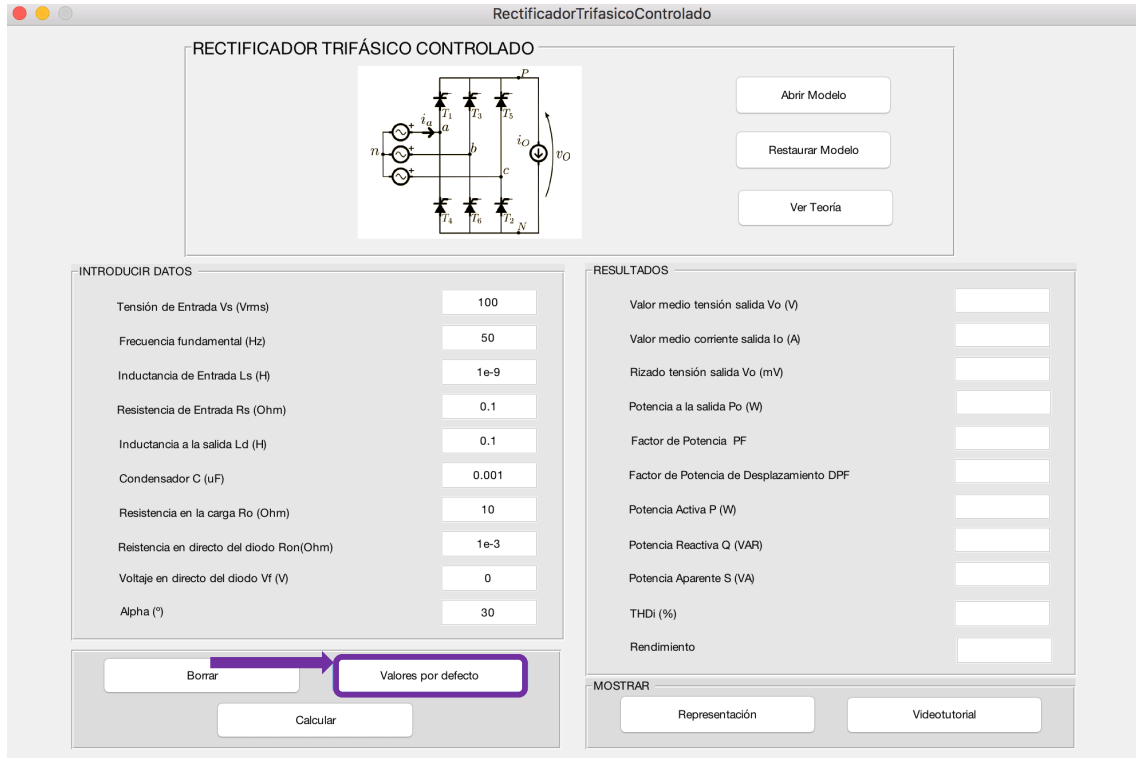 RectificadorTrifasicoControlado
RECTIFICADOR TRIFÁSICO CONTROLADO
P
T1
T3
T5
ia
a
n
b
c
iO
vO
T4
T6
T2
N
Abrir Modelo
Restaurar Modelo
Ver Teoría
INTRODUCIR DATOS
Tensión de Entrada Vs (Vrms) 100
Frecuencia fundamental (Hz) 50
Inductancia de Entrada Ls (H) 1e-9
Resistencia de Entrada Rs (Ohm) 0.1
Inductancia a la salida Ld (H) 0.1
Condensador C (uF) 0.001
Resistencia en la carga Ro (Ohm) 10
Reistencia en directo del diodo Ron(Ohm) 1e-3
Voltaje en directo del diodo Vf (V) 0
Alpha (º) 30
Borrar
Valores por defecto
Calcular
RESULTADOS
Valor medio tensión salida Vo (V)
Valor medio corriente salida Io (A)
Rizado tensión salida Vo (mV)
Potencia a la salida Po (W)
Factor de Potencia PF
Factor de Potencia de Desplazamiento DPF
Potencia Activa P (W)
Potencia Reactiva Q (VAR)
Potencia Aparente S (VA)
THDi (%)
Rendimiento
MOSTRAR
Representación
Videotutorial